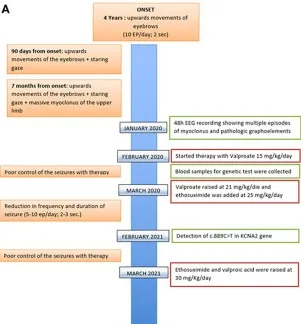 A
ONSET
4 Years : upwards movements of
eyebrows
(10 EP/day; 2 sec)
90 days from onset: upwards
movements of the eyebrows + staring
gaze
7 months from onset: upwards
movements of the eyebrows + staring
gaze + massive myoclonus of the upper
limb
JANUARY 2020
48h EEG recording showing multiple episodes
of myoclonus and pathologic graphoelements
FEBRUARY 2020
Started therapy with Valproate 15 mg/kg/day
Poor control of the seizures with therapy
Blood samples for genetic test were collected
MARCH 2020
Valproate raised at 21 mg/kg/die and
ethosuximide was added at 25 mg/kg/day
Reduction in frequency and duration of
seizure (5-10 ep/day; 2-3 sec.)
FEBRUARY 2021
Detection of c.889C>T in KCNA2 gene
Poor control of the seizures with therapy
MARCH 2021
Ethosuximide and valproic acid were raised at
30 mg/Kg/day